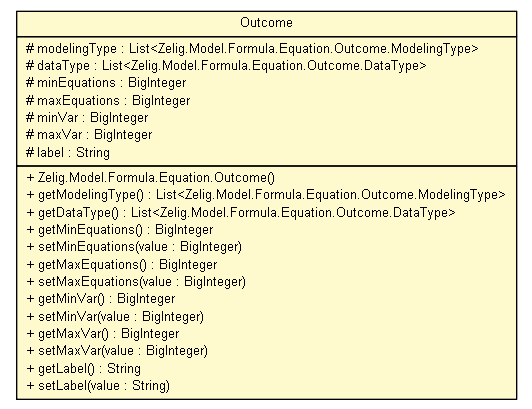 Outcome
# modelingType : List<Zelig.Model.Formula.Equation.Outcome.ModelingType>
# dataType : List<Zelig.Model.Formula.Equation.Outcome.DataType>
# minEquations : BigInteger
# maxEquations : BigInteger
# minVar : BigInteger
# maxVar : BigInteger
# label : String
+ Zelig.Model.Formula.Equation.Outcome()
+ getModelingType() : List<Zelig.Model.Formula.Equation.Outcome.ModelingType>
+ getDataType() : List<Zelig.Model.Formula.Equation.Outcome.DataType>
+ getMinEquations() : BigInteger
+ setMinEquations(value : BigInteger)
+ getMaxEquations() : BigInteger
+ setMaxEquations(value : BigInteger)
+ getMinVar() : BigInteger
+ setMinVar(value : BigInteger)
+ getMaxVar() : BigInteger
+ setMaxVar(value : BigInteger)
+ getLabel() : String
+ setLabel(value : String)